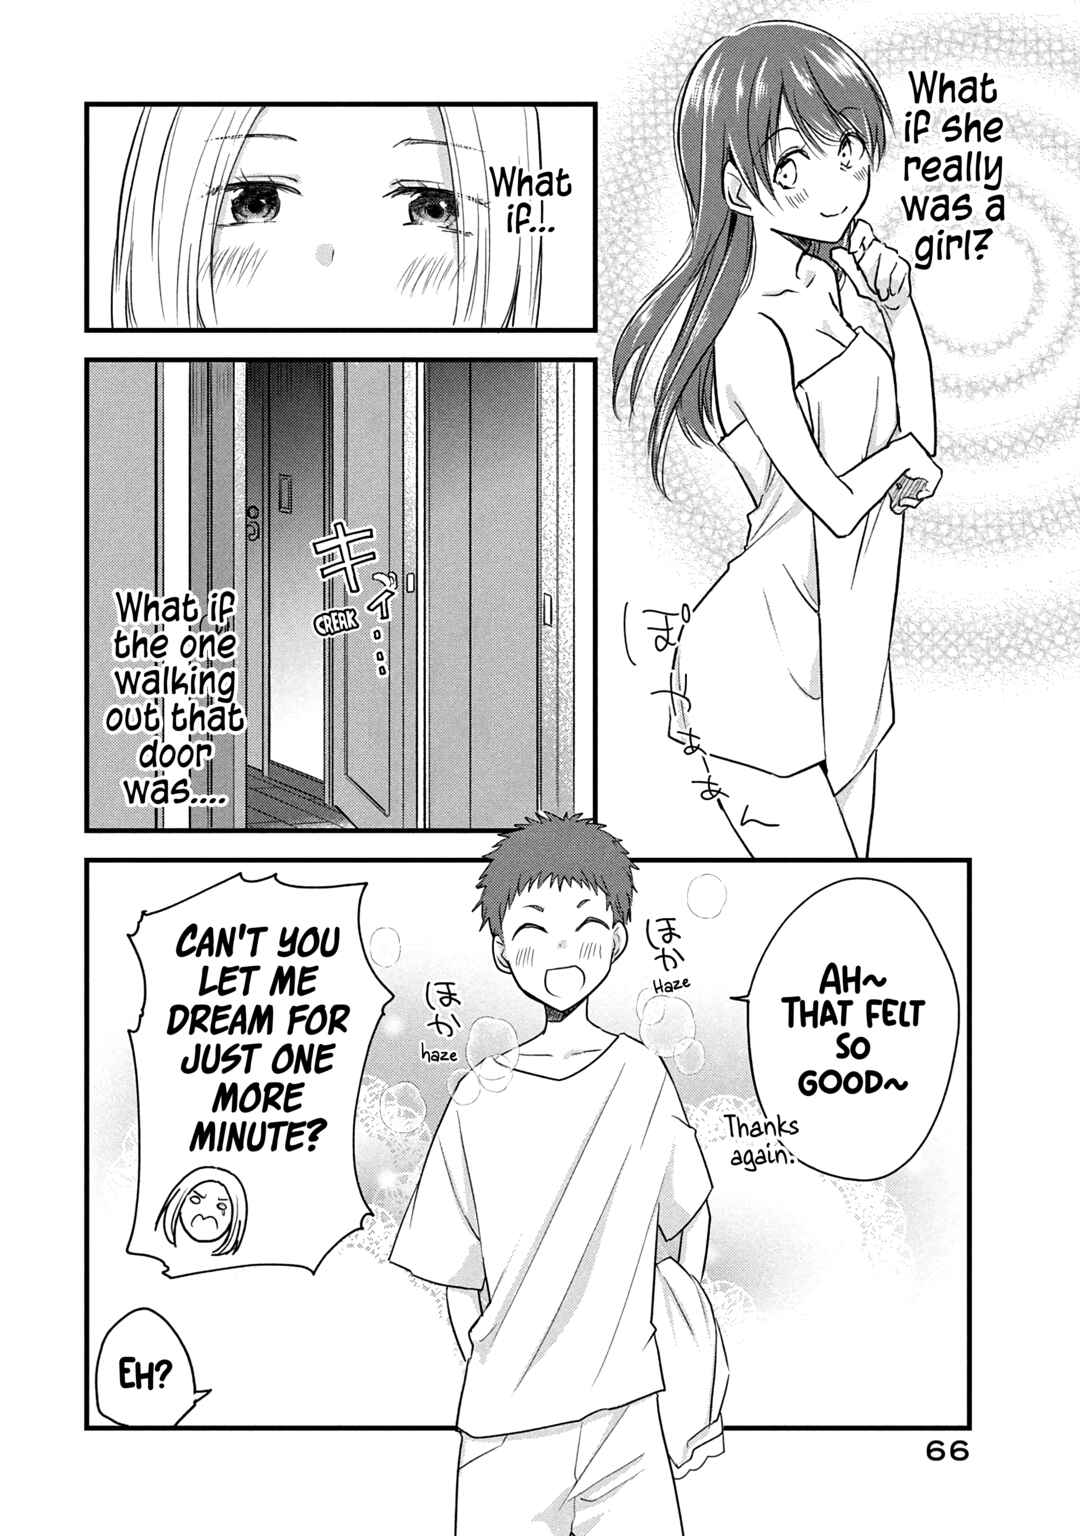 What
if...
What
if she
really
was a
girl?
ぽやぁーぁん
キィ...
CREAK
What if
the one
walking
out that
door
was....
AH~
THAT FELT
SO
GOOD~
Thanks
again.
ほか
Haze
ほか
haze
CAN'T YOU
LET ME
DREAM FOR
JUST ONE
MORE
MINUTE?
EH?
66